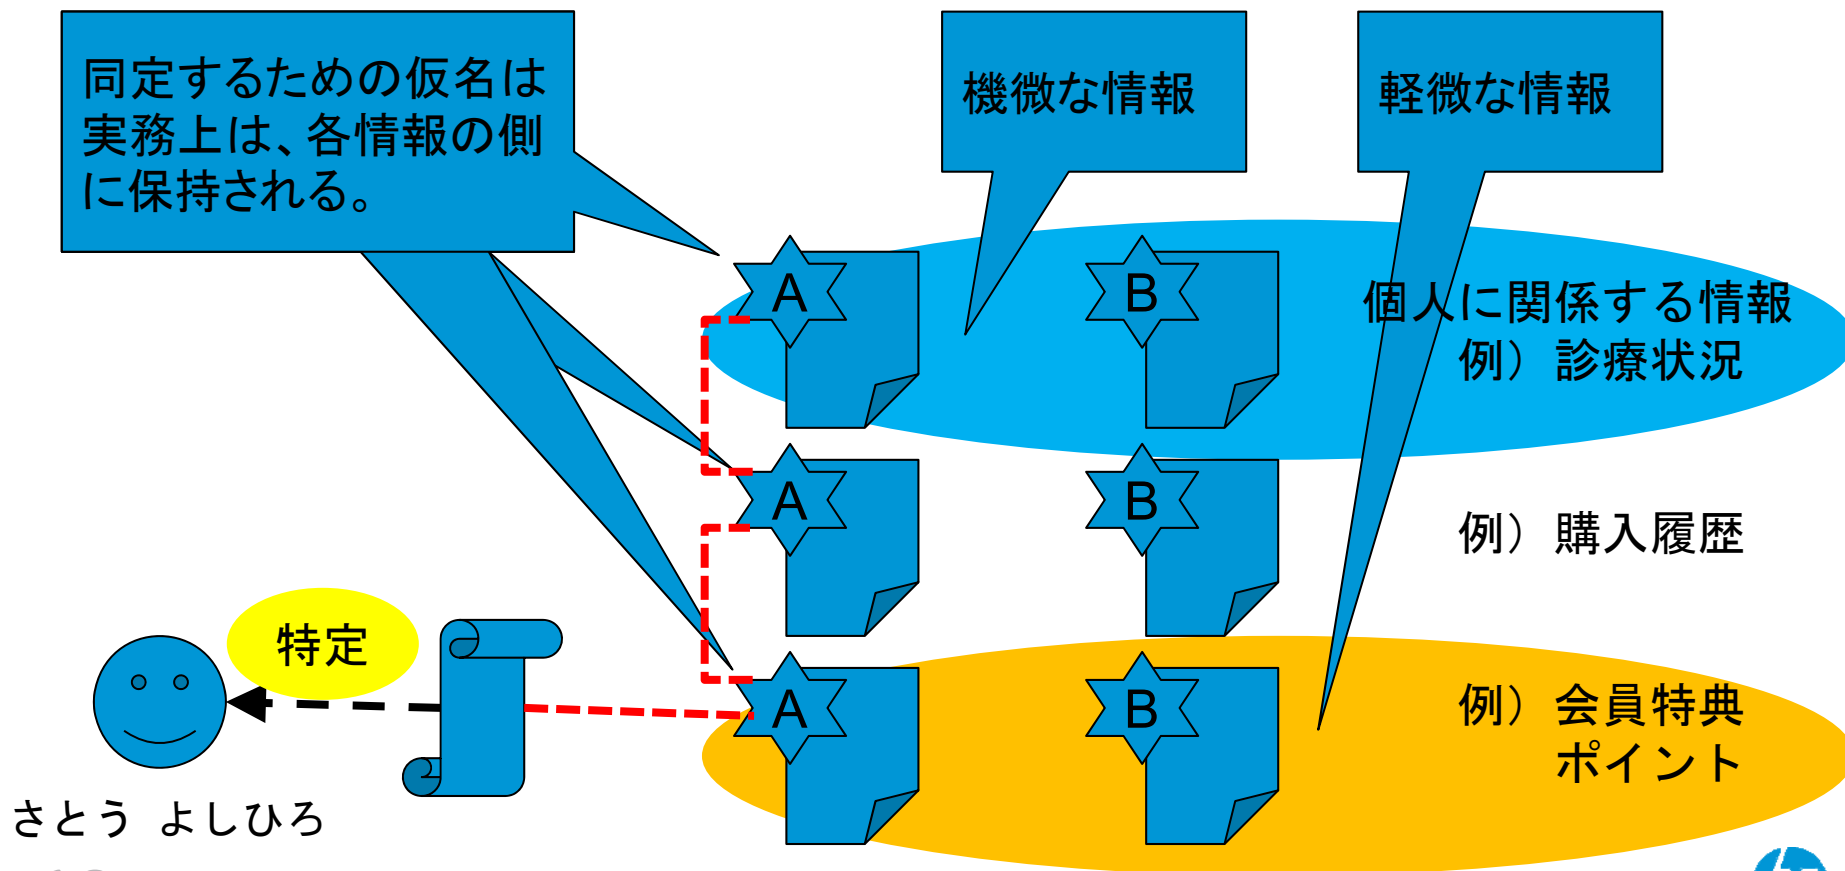 同定するための仮名は
実務上は、各情報の側
に保持される。
機微な情報
軽微な情報
A
B
個人に関係する情報
例）診療状況
A
B
例）購入履歴
特定
A
B
例）会員特典
ポイント
さとう よしひろ